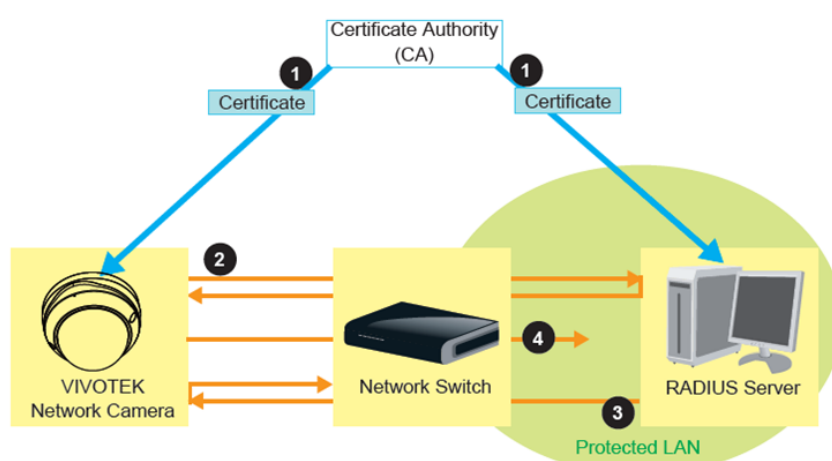 Certificate Authority
(CA)
1
1
Certificate
Certificate
2
4
VIVOTEK
Network Camera
Network Switch
RADIUS Server
3
Protected LAN